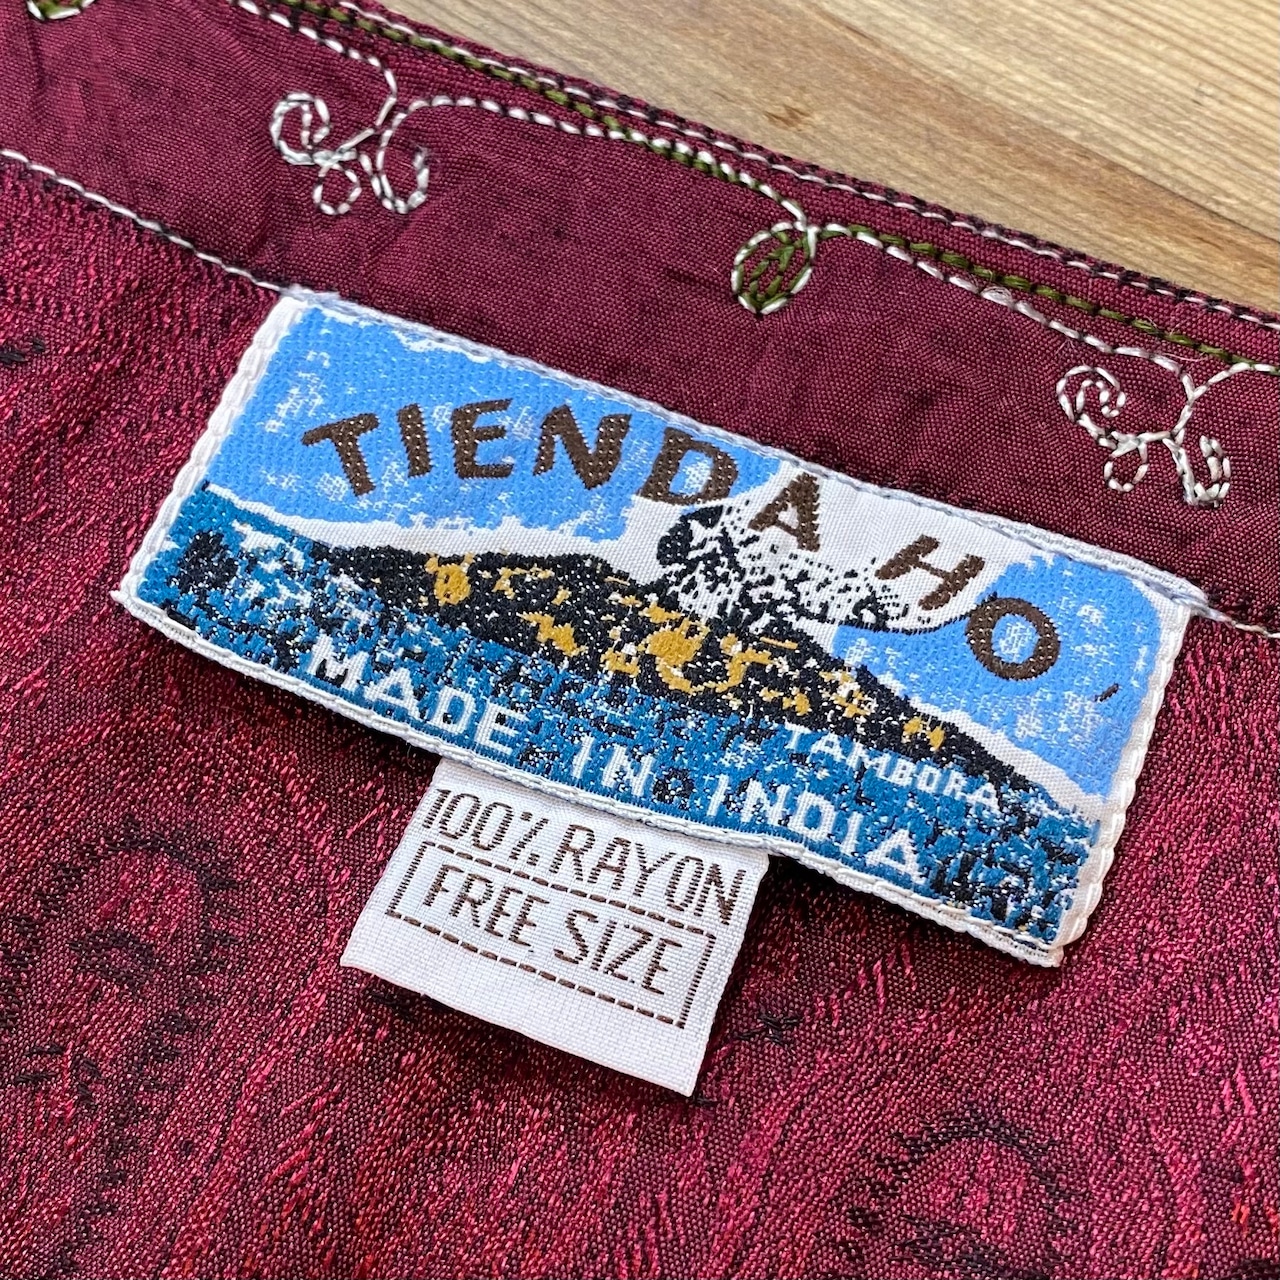 TIENDA HO
TAMBORA
MADE IN INDIA
100% RAYON
FREE SIZE